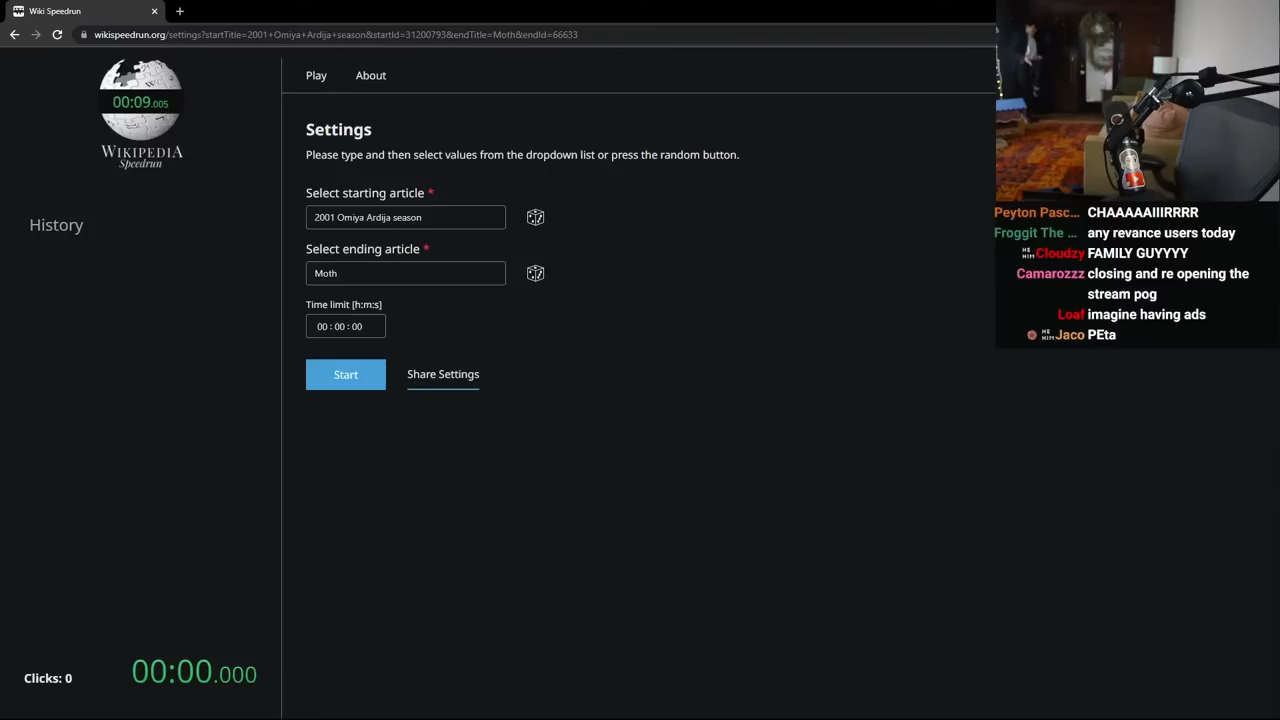 Wiki Speedrun
wikispeedrun.org/settings?startTitle=2001+Omiya+Ardija+season&startId=31200793&endTitle=Moth&endId=66633
00:09.005
WIKIPEDIA
Speedrun
History
Play
About
Settings
Please type and then select values from the dropdown list or press the random button.
Select starting article *
2001 Omiya Ardija season
Select ending article *
Moth
Time limit [h:m:s]
00 : 00 : 00
Start
Share Settings
Clicks: 0
00:00.000
Peyton Pasc... CHAAAAAIIIRRRR
Froggit The ... any revance users today
HE HIM Cloudzy FAMILY GUYYYY
Camarozzz closing and re opening the
stream pog
Loaf imagine having ads
HE HIM Jaco PEta